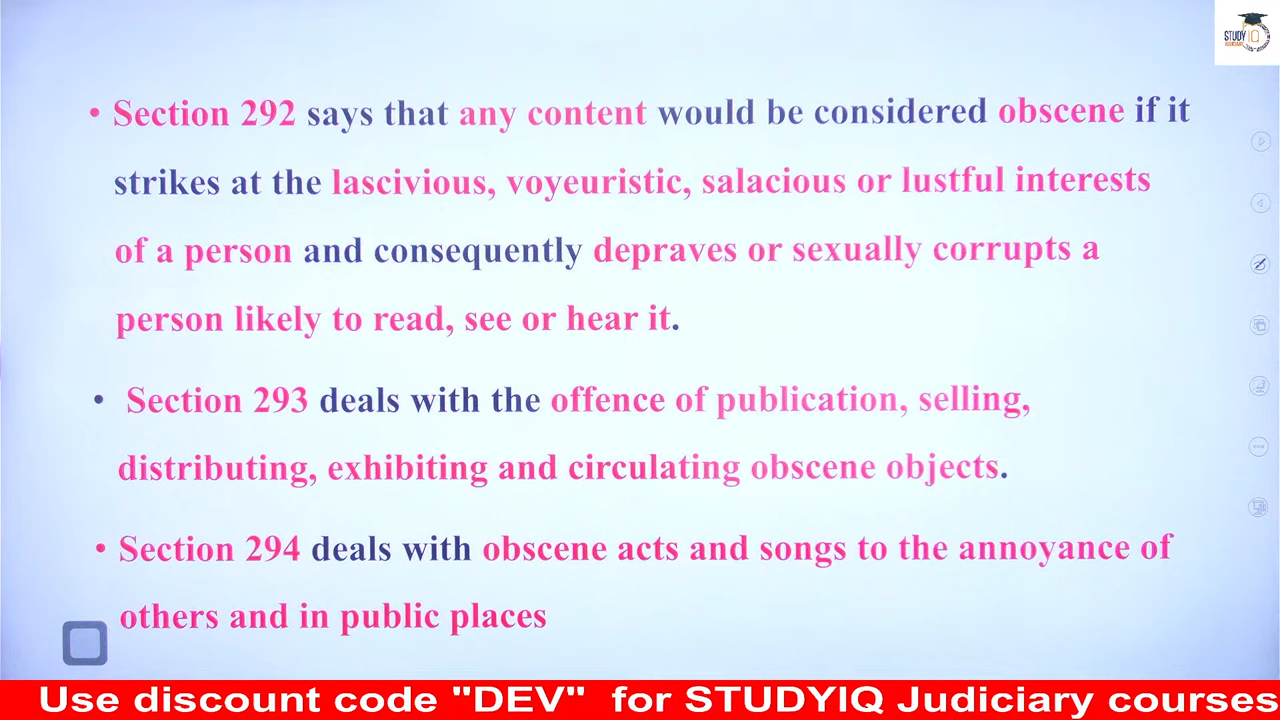 STUDY IQ
• Section 292 says that any content would be considered obscene if it
strikes at the lascivious, voyeuristic, salacious or lustful interests
of a person and consequently depraves or sexually corrupts a
person likely to read, see or hear it.
• Section 293 deals with the offence of publication, selling,
distributing, exhibiting and circulating obscene objects.
• Section 294 deals with obscene acts and songs to the annoyance of
others and in public places
Use discount code "DEV" for STUDYIQ Judiciary courses